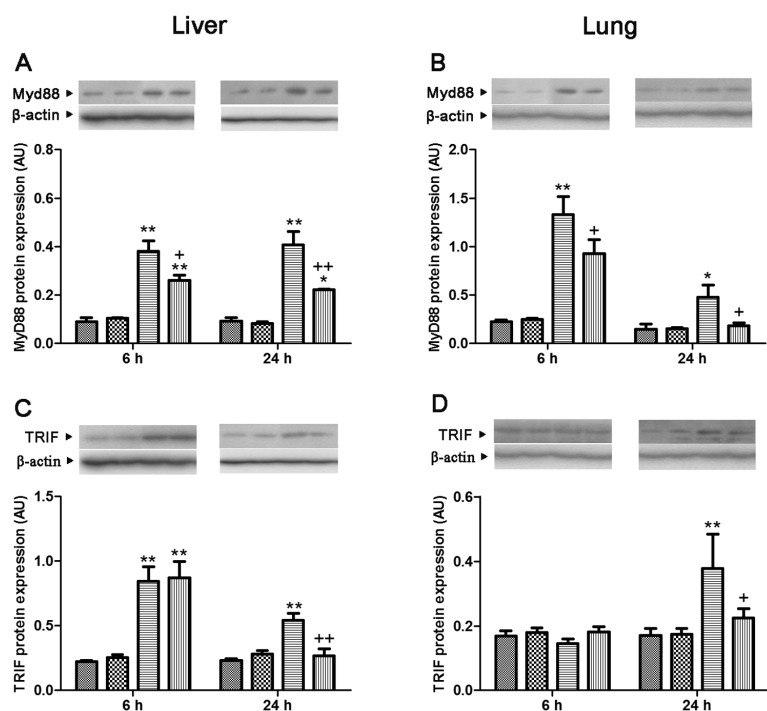 Liver
Lung
A
Myd88
β-actin
MyD88 protein expression (AU)
0.8
0.6
0.4
0.2
0.0
**
+
**
**
++
*
6 h
24 h
B
Myd88
β-actin
MyD88 protein expression (AU)
2.0
1.5
1.0
0.5
0.0
**
+
*
+
6 h
24 h
C
TRIF
β-actin
TRIF protein expression (AU)
1.5
1.0
0.5
0.0
**
**
**
++
6 h
24 h
D
TRIF
β-actin
TRIF protein expression (AU)
0.6
0.4
0.2
0.0
**
+
6 h
24 h